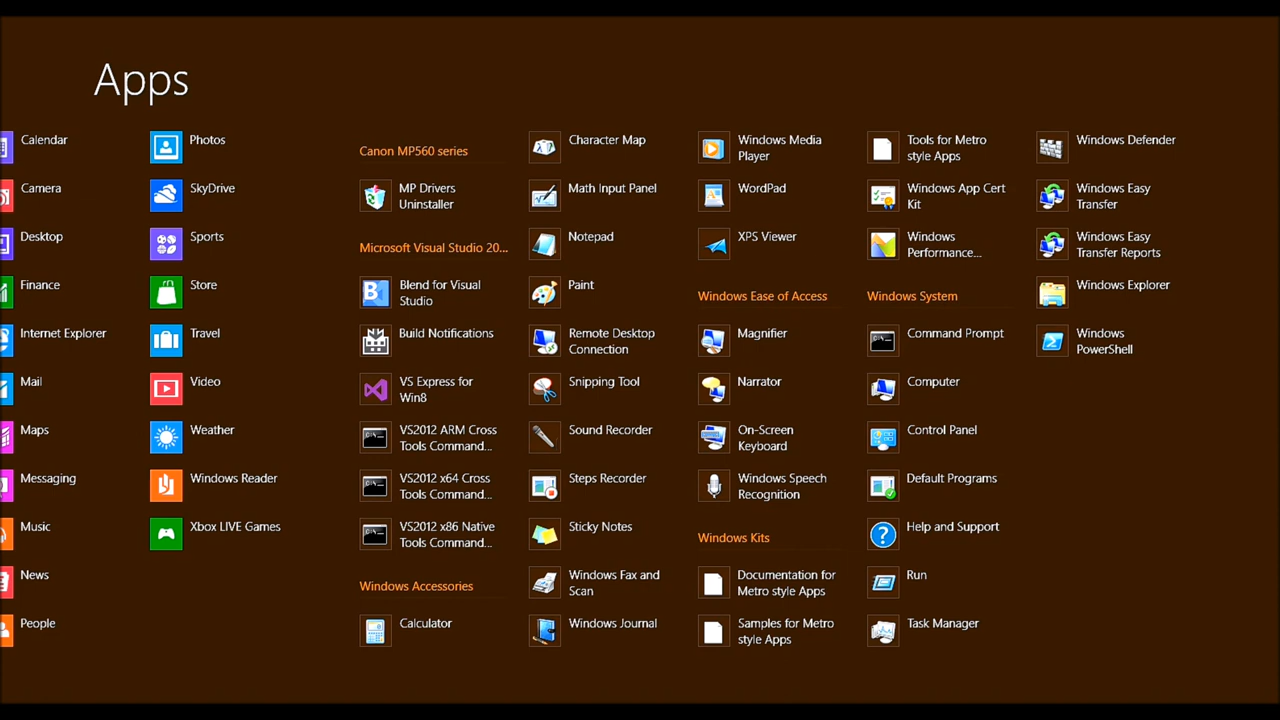 Apps
Calendar
Camera
Desktop
Finance
Internet Explorer
Mail
Maps
Messaging
Music
News
People
Photos
SkyDrive
Sports
Store
Travel
Video
Weather
Windows Reader
Xbox LIVE Games
Canon MP560 series
MP Drivers
Uninstaller
Microsoft Visual Studio 20...
Blend for Visual
Studio
Build Notifications
VS Express for
Win8
VS2012 ARM Cross
Tools Command...
VS2012 x64 Cross
Tools Command...
VS2012 x86 Native
Tools Command...
Windows Accessories
Calculator
Character Map
Math Input Panel
Notepad
Paint
Remote Desktop
Connection
Snipping Tool
Sound Recorder
Steps Recorder
Sticky Notes
Windows Fax and
Scan
Windows Journal
Windows Media
Player
WordPad
XPS Viewer
Windows Ease of Access
Magnifier
Narrator
On-Screen
Keyboard
Windows Speech
Recognition
Windows Kits
Documentation for
Metro style Apps
Samples for Metro
style Apps
Tools for Metro
style Apps
Windows App Cert
Kit
Windows
Performance...
Windows System
Command Prompt
Computer
Control Panel
Default Programs
Help and Support
Run
Task Manager
Windows Defender
Windows Easy
Transfer
Windows Easy
Transfer Reports
Windows Explorer
Windows
PowerShell